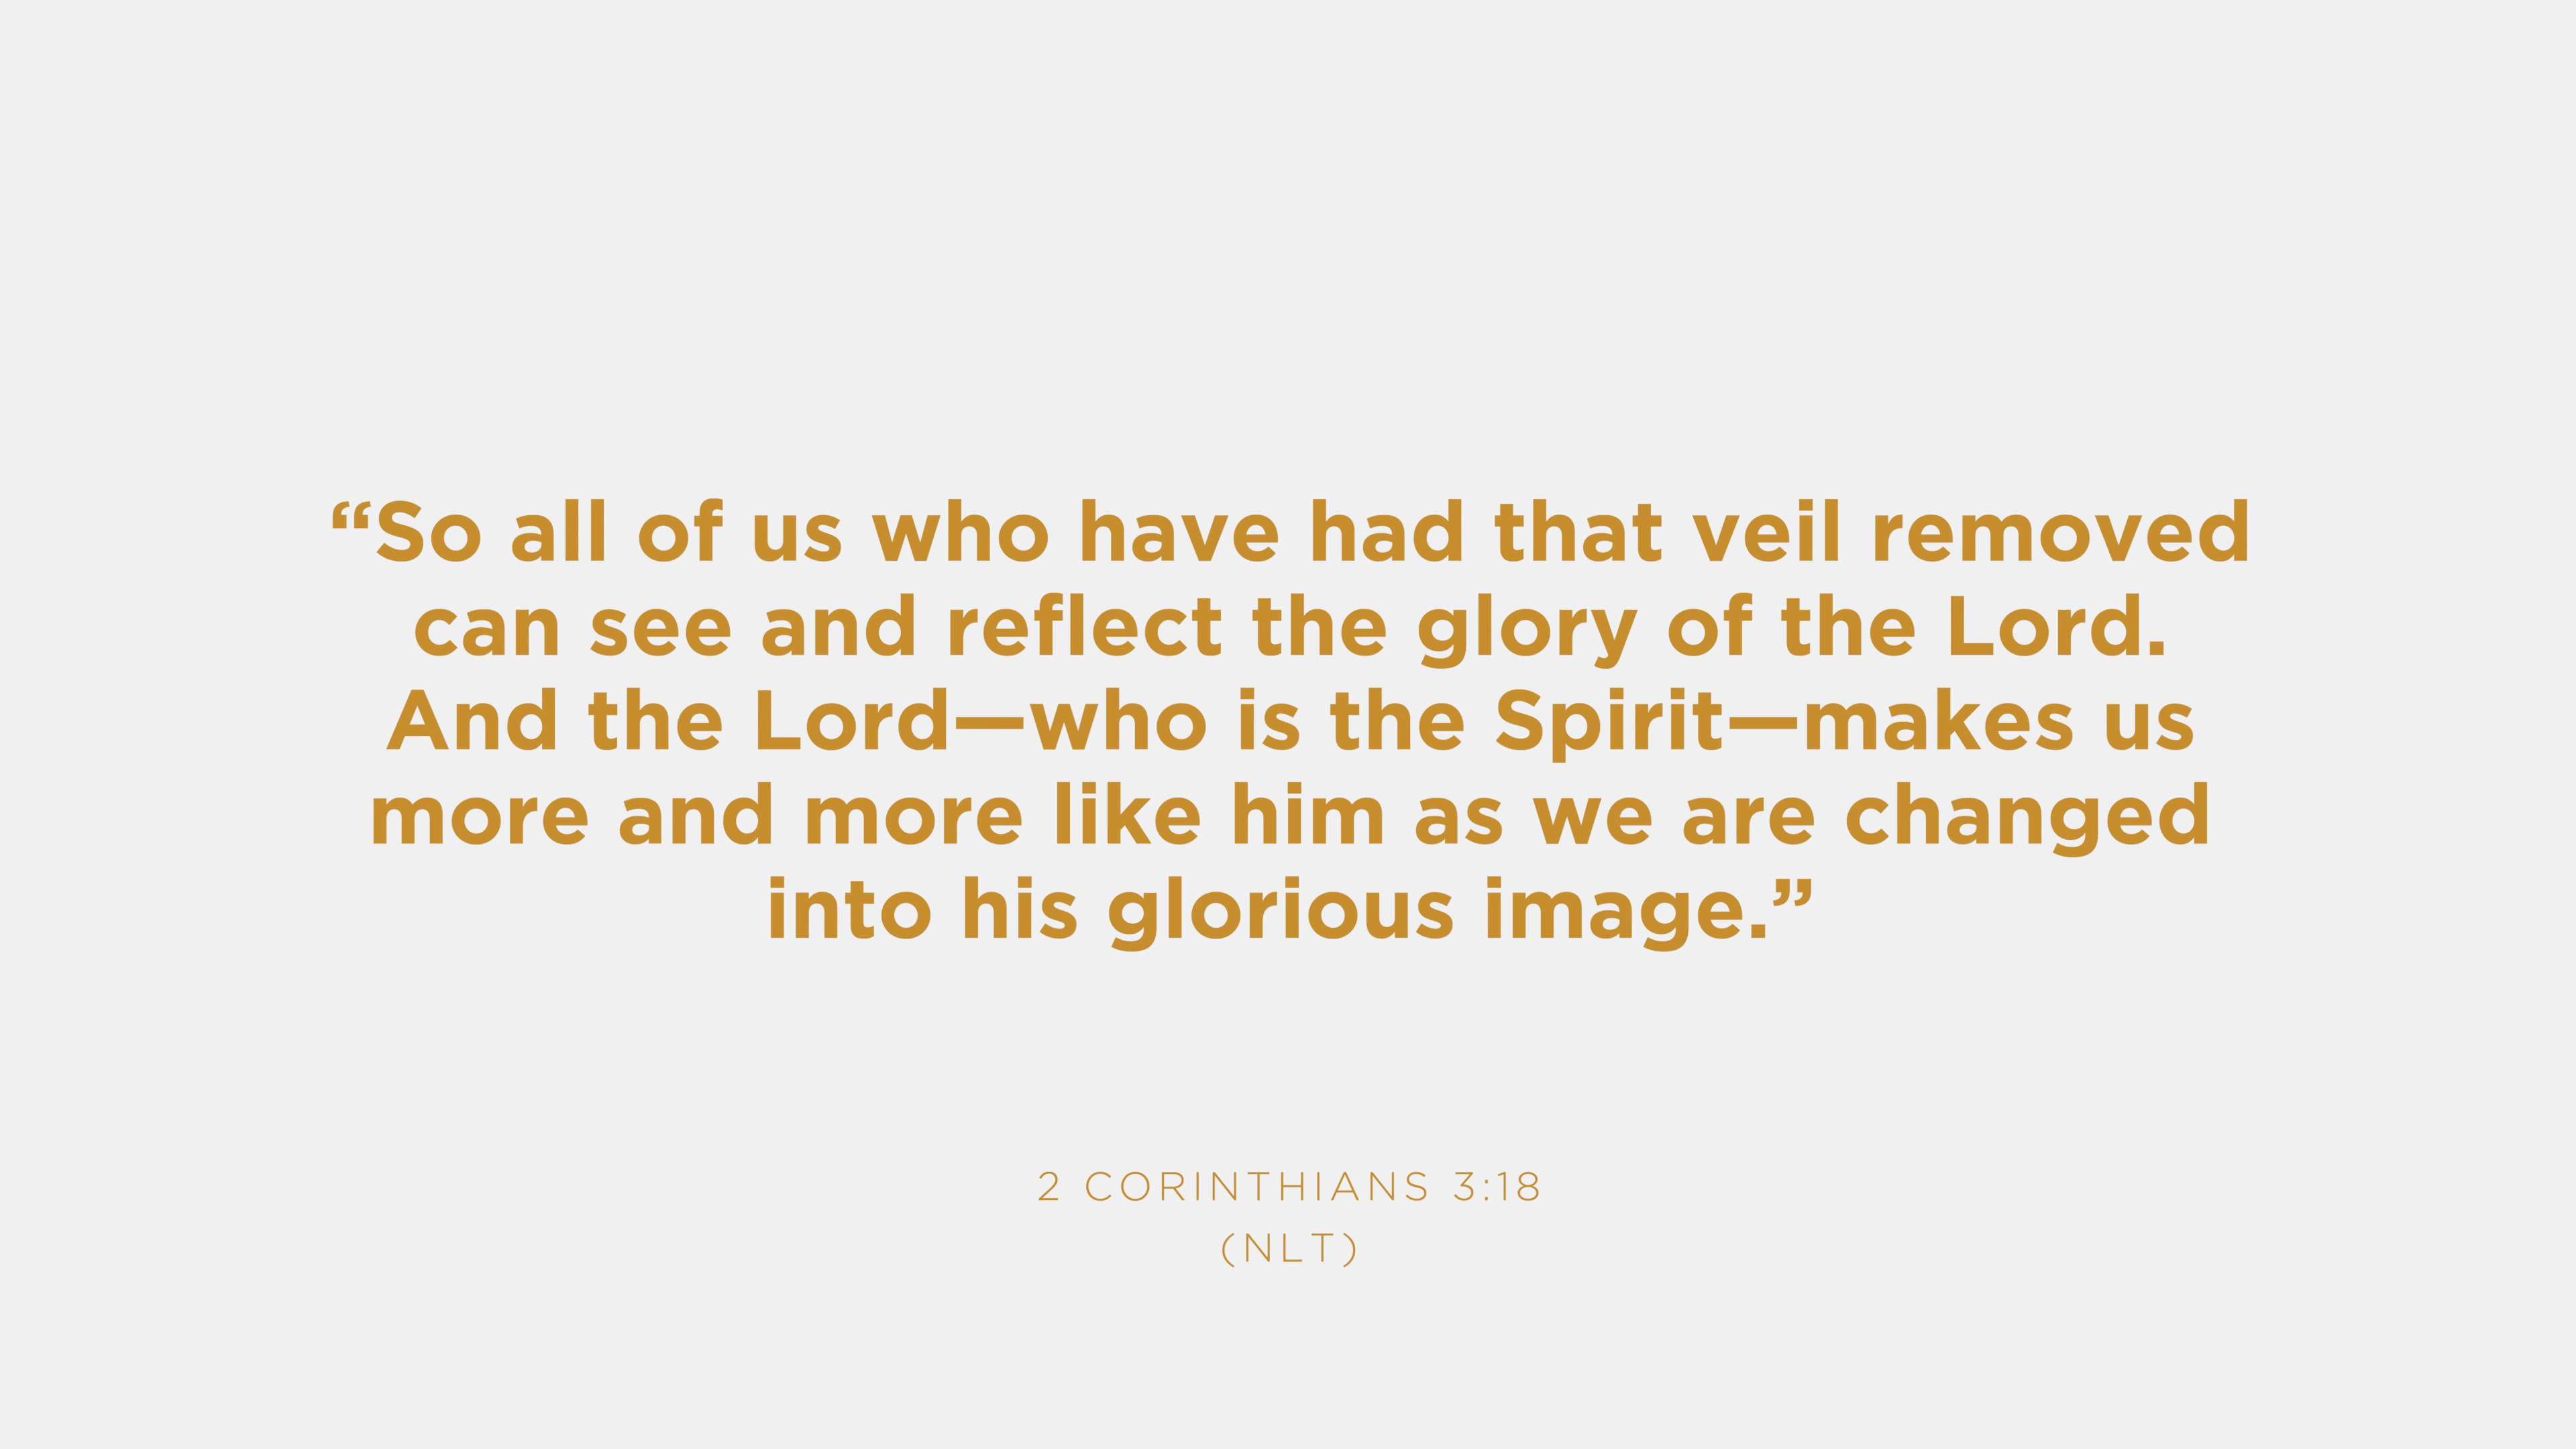 “So all of us who have had that veil removed
can see and reflect the glory of the Lord.
And the Lord—who is the Spirit—makes us
more and more like him as we are changed
into his glorious image.”
2 CORINTHIANS 3:18
(NLT)